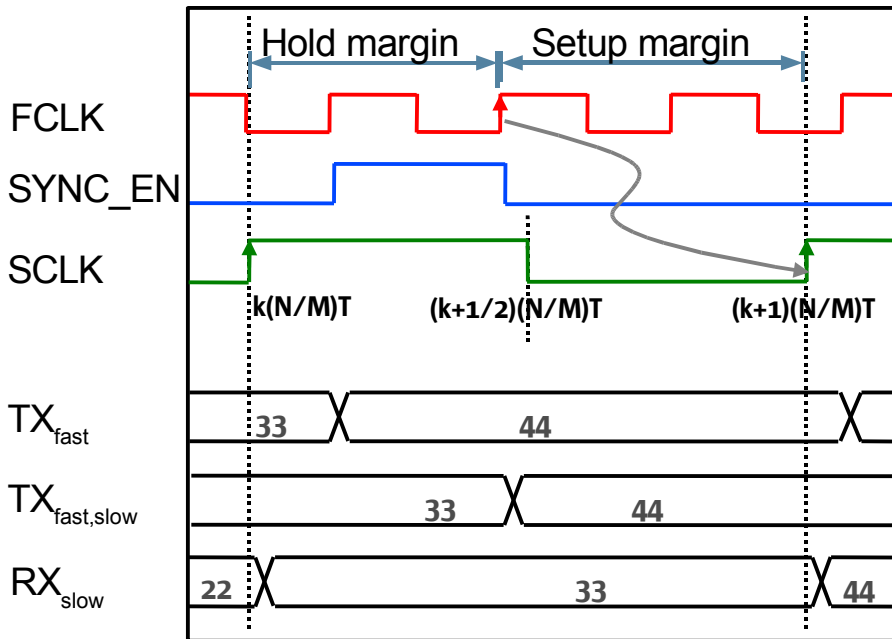 Hold margin Setup margin
FCLK
SYNC_EN
SCLK
k(N/M)T (k+1/2)(N/M)T (k+1)(N/M)T
TXfast 33 44
TXfast,slow 33 44
RXslow 22 33 44